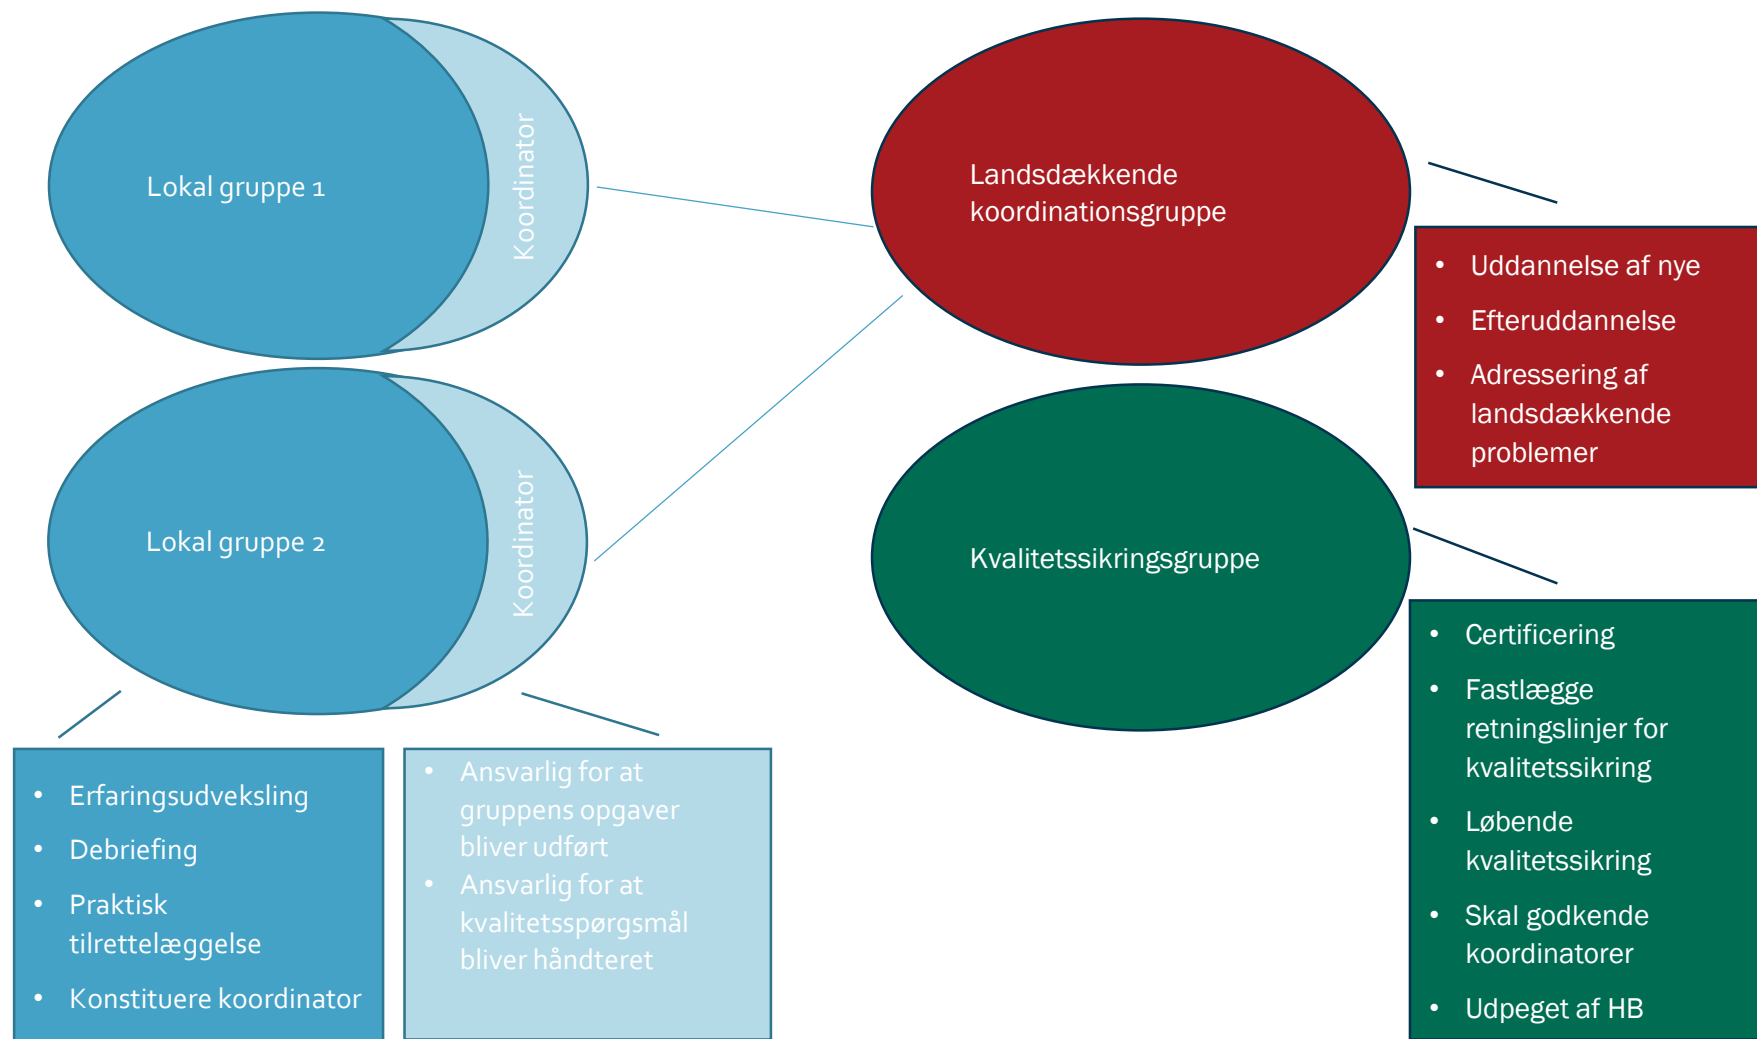 Lokal gruppe 1
Koordinator
Landsdækkende
koordinationsgruppe
• Uddannelse af nye
• Efteruddannelse
• Adressering af
landsdækkende
problemer
Lokal gruppe 2
Koordinator
Kvalitetssikringsgruppe
• Erfaringsudveksling
• Debriefing
• Praktisk
tilrettelæggelse
• Konstituere koordinator
• Ansvarlig for at
gruppens opgaver
bliver udført
• Ansvarlig for at
kvalitetsspørgsmål
bliver håndteret
• Certificering
• Fastlægge
retningslinjer for
kvalitetssikring
• Løbende
kvalitetssikring
• Skal godkende
koordinatorer
• Udpeget af HB